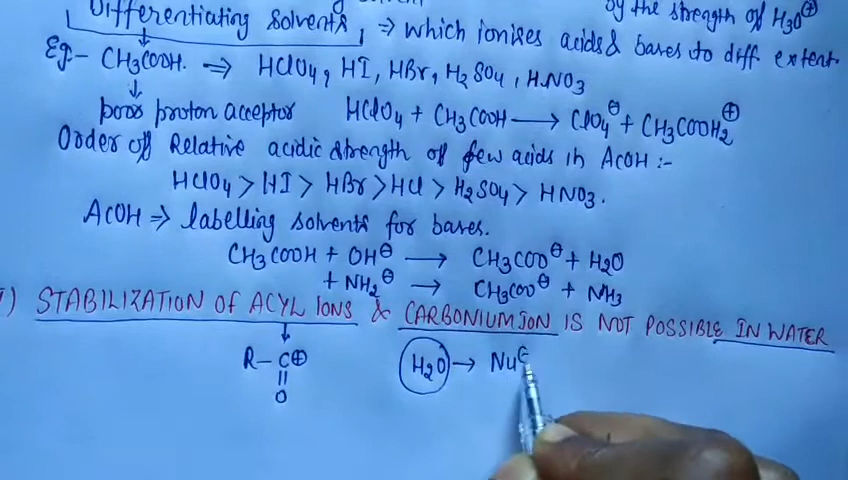 by the strength of H3O⊕
Differentiating solvents ⇒ which ionises acids & bases to diff. extent.
Eg- CH3COOH. ⇒ HClO4, HI, HBr, H2SO4, HNO3
poor proton acceptor HClO4 + CH3COOH → ClO4⊖ + CH3COOH2⊕
Order of Relative acidic strength of few acids in AcOH :-
HClO4 > HI > HBr > HCl > H2SO4 > HNO3.
AcOH ⇒ labelling solvents for bases.
CH3COOH + OH⊖ → CH3COO⊖ + H2O
+ NH2⊖ → CH3COO⊖ + NH3
) STABILIZATION OF ACYL IONS & CARBONIUM ION IS NOT POSSIBLE IN WATER
R-C⊕ H2O → Nu
=
O